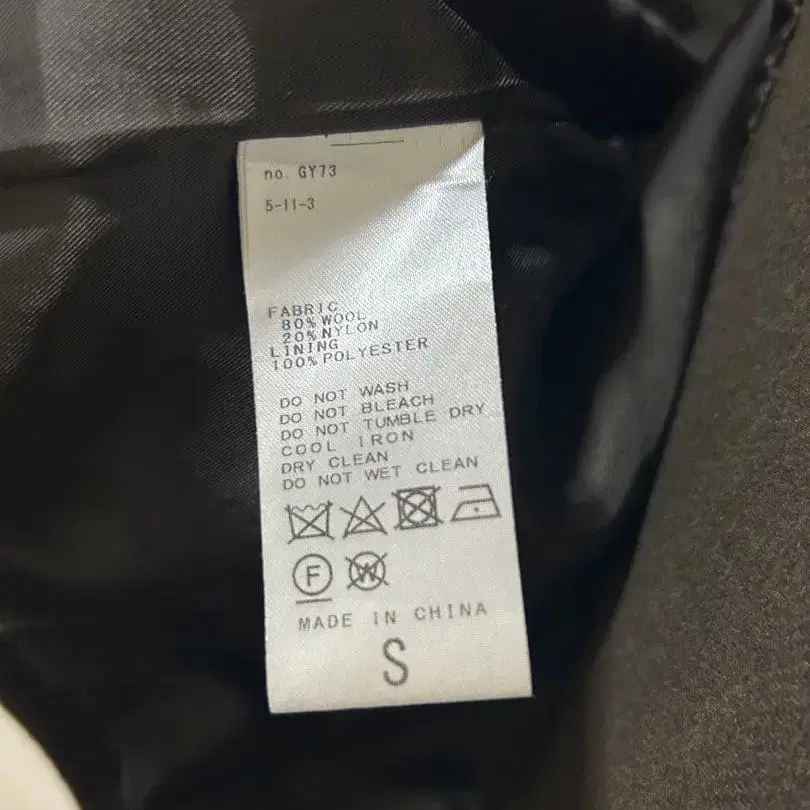 no. GY73
5-11-3
FABRIC
80% WOOL
20% NYLON
LINING
100% POLYESTER
DO NOT WASH
DO NOT BLEACH
DO NOT TUMBLE DRY
COOL IRON
DRY CLEAN
DO NOT WET CLEAN
F W
MADE IN CHINA
S